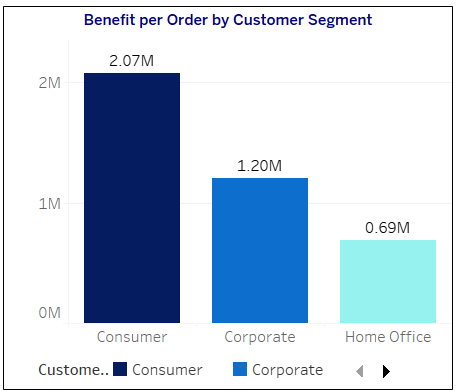 Benefit per Order by Customer Segment
2.07M
2M
1.20M
1M
0.69M
0M
Consumer Corporate Home Office
Custome.. Consumer Corporate